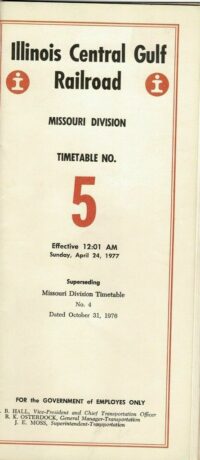 Illinois Central Gulf
Railroad
MISSOURI DIVISION
TIMETABLE NO.
5
Effective 12:01 AM
Sunday, April 24, 1977
Superseding
Missouri Division Timetable
No. 4
Dated October 31, 1976
FOR the GOVERNMENT of EMPLOYES ONLY
. B. HALL, Vice-President and Chief Transportation Officer
R. K. OSTERDOCK, General Manager-Transportation
J. E. MOSS, Superintendent-Transportation